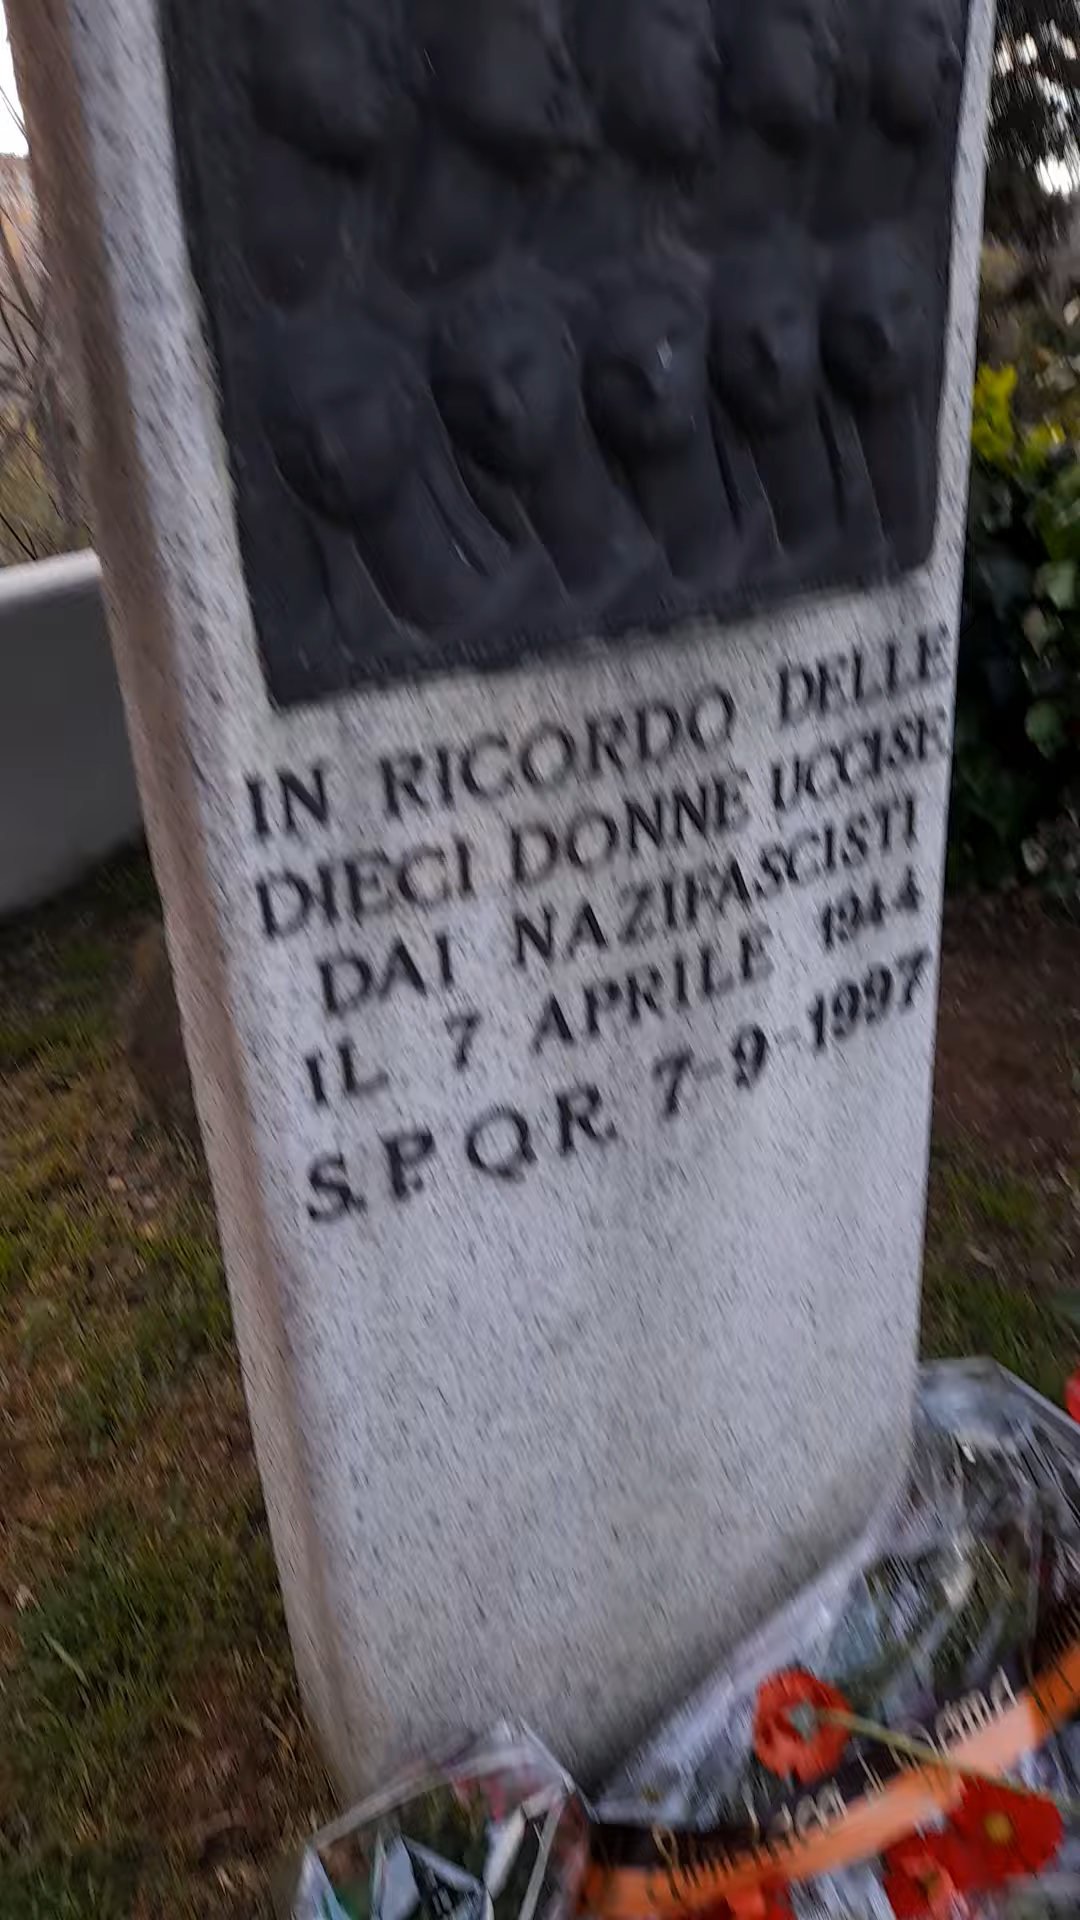 IN RICORDO DELLE
DIECI DONNE UCCISE
DAI NAZIFASCISTI
IL 7 APRILE 1944
S.P.Q.R. 7-9-1997